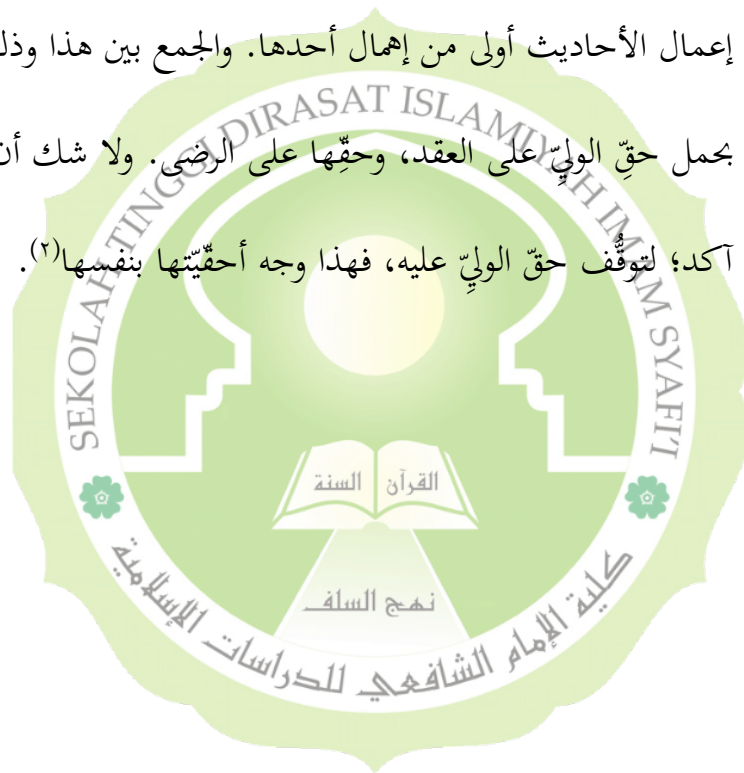 إعمال الأحاديث أولى من إهمال أحدها. والجمع بين هذا وذل
بحمل حقِّ الوليِّ على العقد، وحقِّها على الرضى. ولا شك أن
آكد؛ لتوقُّف حقّ الوليِّ عليه، فهذا وجه أحقّيّتها بنفسها(٢).
SEKOLAH TINGGI DIRASAT ISLAMIYAH IMAM SYAFI'I
القرآن السنة
نهج السلف
كلية الإمام الشافعي للدراسات الإسلامية